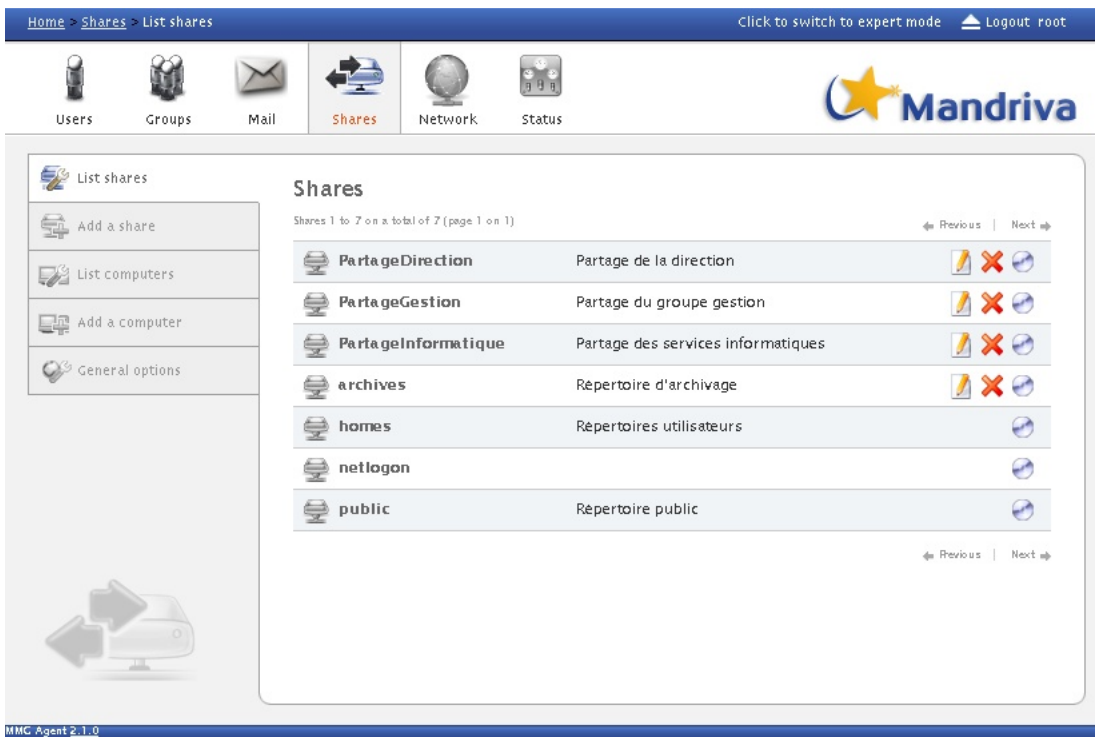 Home > Shares > List shares
Click to switch to expert mode
Logout root
Users
Groups
Mail
Shares
Network
Status
Mandriva
List shares
Add a share
List computers
Add a computer
General options
Shares
Shares 1 to 7 on a total of 7 (page 1 on 1)
Previous | Next
PartageDirection Partage de la direction
PartageGestion Partage du groupe gestion
PartageInformatique Partage des services informatiques
archives Repertoire d'archivage
homes Repertoires utilisateurs
netlogon
public Repertoire public
Previous | Next
MMC Agent 2.1.0